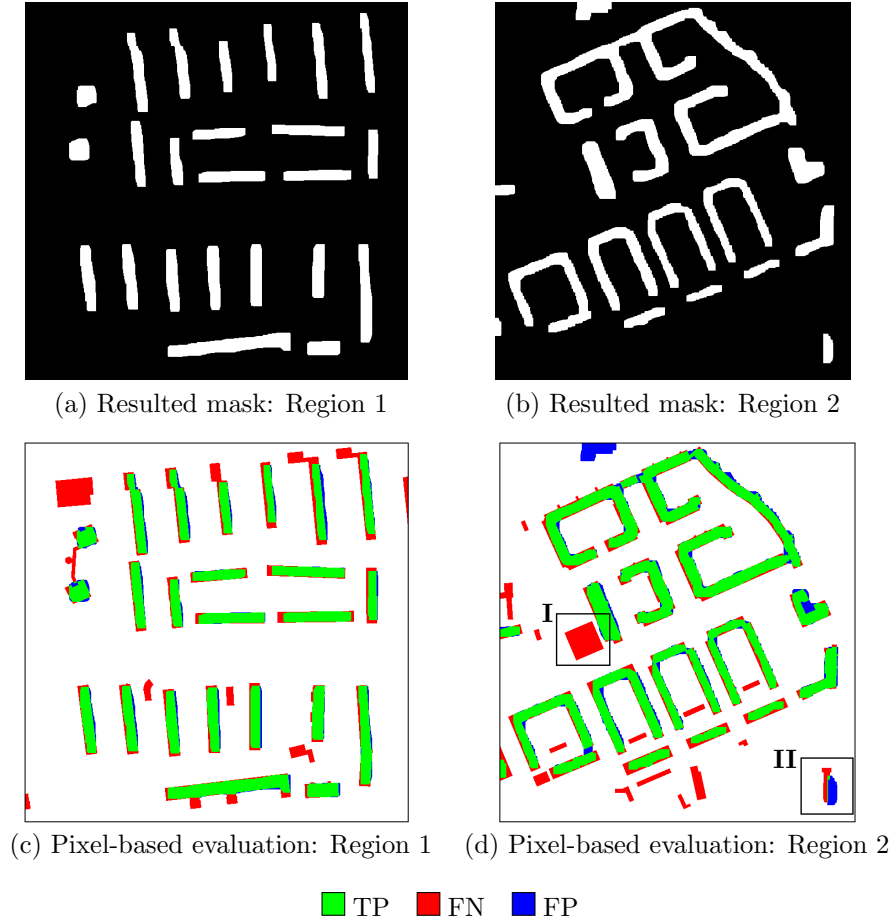 (a) Resulted mask: Region 1
(b) Resulted mask: Region 2
I
II
(c) Pixel-based evaluation: Region 1
(d) Pixel-based evaluation: Region 2
TP FN FP